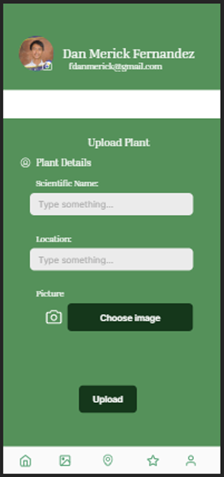 Dan Merick Fernandez
fdanmerick@gmail.com
Upload Plant
Plant Details
Scientific Name:
Type something...
Location:
Type something...
Picture
Choose image
Upload